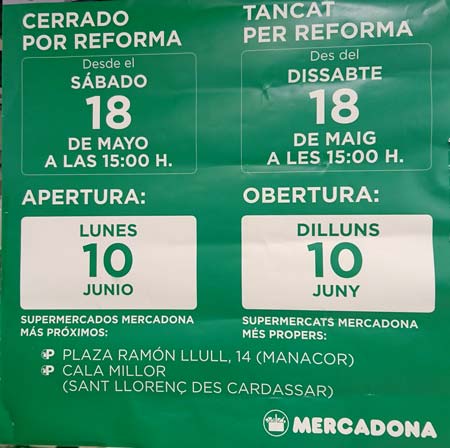 CERRADO
POR REFORMA
Desde el
SÁBADO
18
DE MAYO
A LAS 15:00 H.
APERTURA:
LUNES
10
JUNIO
SUPERMERCADOS MERCADONA
MÁS PRÓXIMOS:
TANCAT
PER REFORMA
Des del
DISSABTE
18
DE MAIG
A LES 15:00 H.
OBERTURA:
DILLUNS
10
JUNY
SUPERMERCATS MERCADONA
MÉS PROPERS:
P PLAZA RAMÓN LLULL, 14 (MANACOR)
P CALA MILLOR
(SANT LLORENÇ DES CARDASSAR)
MERCADONA